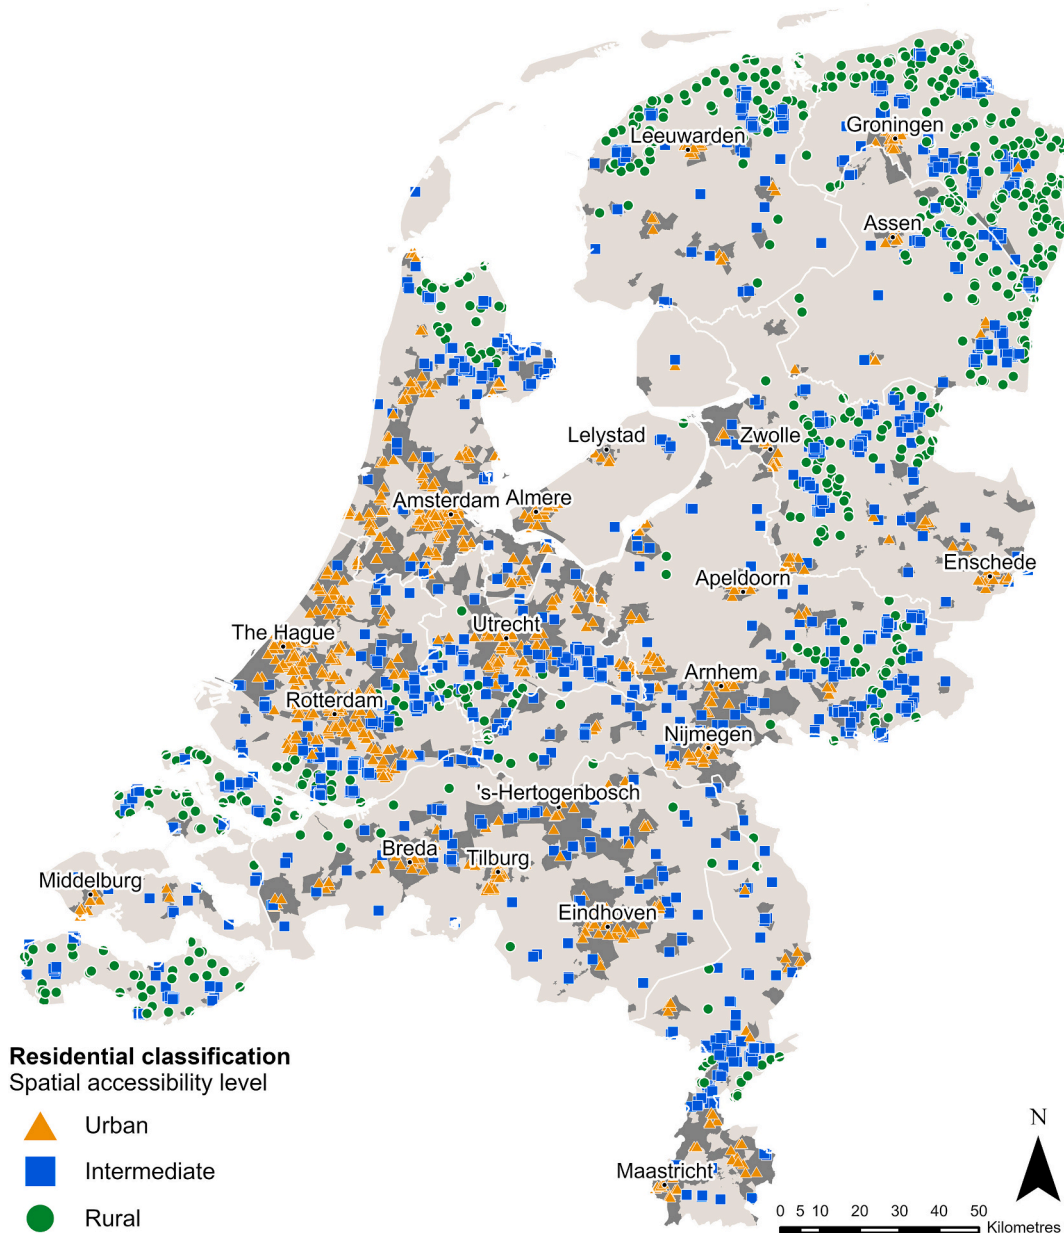 Leeuwarden
Groningen
Assen
Lelystad
Zwolle
Amsterdam
Almere
Apeldoorn
Enschede
The Hague
Utrecht
Arnhem
Rotterdam
Nijmegen
's-Hertogenbosch
Breda
Tilburg
Middelburg
Eindhoven
Maastricht
Residential classification
Spatial accessibility level
Urban
Intermediate
Rural
N
0 5 10 20 30 40 50
Kilometres